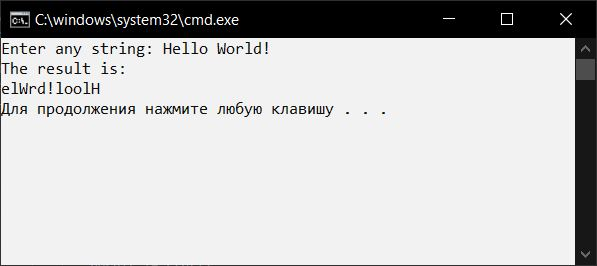 C:\windows\system32\cmd.exe
Enter any string: Hello World!
The result is:
elWrd!loolH
Для продолжения нажмите любую клавишу . . .